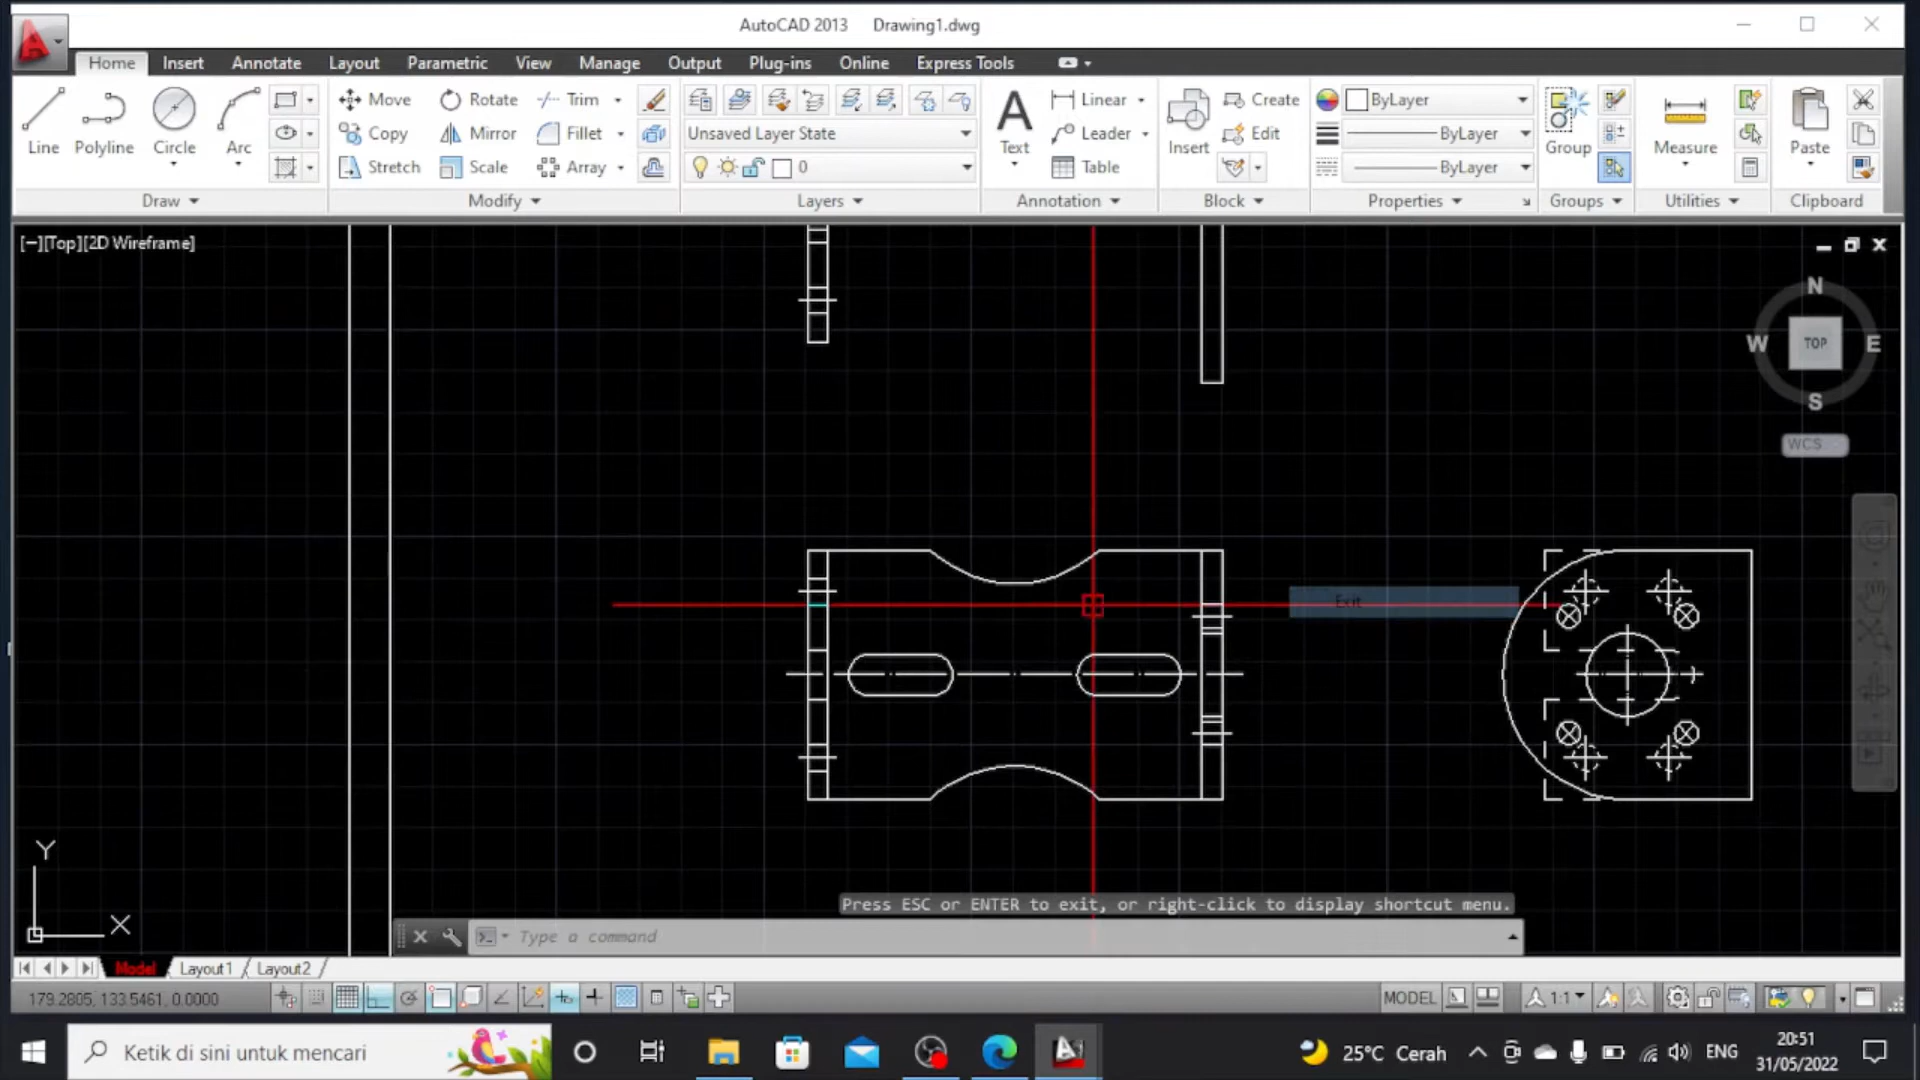 AutoCAD 2013 Drawing1.dwg
Home Insert Annotate Layout Parametric View Manage Output Plug-ins Online Express Tools
Move Rotate Trim Linear Create ByLayer
Copy Mirror Fillet Unsaved Layer State Leader Edit ByLayer
Line Polyline Circle Arc Text Insert Group Measure Paste
Stretch Scale Array 0 Table ByLayer
Draw Modify Layers Annotation Block Properties Groups Utilities Clipboard
[−][Top][2D Wireframe]
N
W TOP E
S
WCS
Exit
Y
X
Press ESC or ENTER to exit, or right-click to display shortcut menu.
Type a command
Model Layout1 Layout2
179.2805, 133.5461, 0.0000 MODEL 1:1
Ketik di sini untuk mencari 25°C Cerah ENG 20:51
31/05/2022